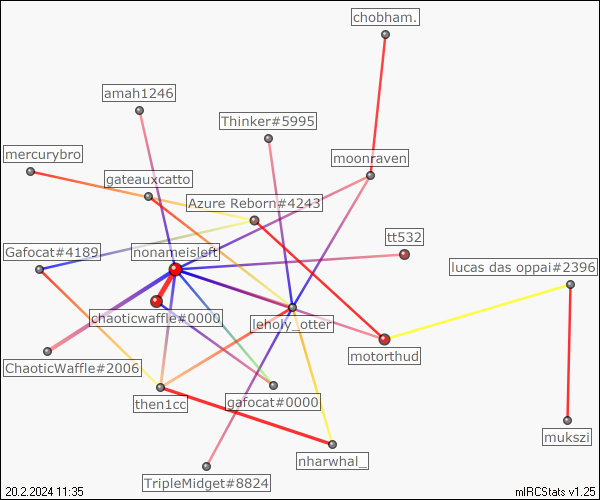 chobham.
amah1246
Thinker#5995
mercurybro
moonraven
gateauxcatto
Azure Reborn#4243
tt532
Gafocat#4189
nonameisleft
lucas das oppai#2396
chaoticwaffle#0000
leholy_otter
motorthud
ChaoticWaffle#2006
then1cc
gafocat#0000
mukszi
nharwhal_
TripleMidget#8824
20.2.2024 11:35
mIRCStats v1.25